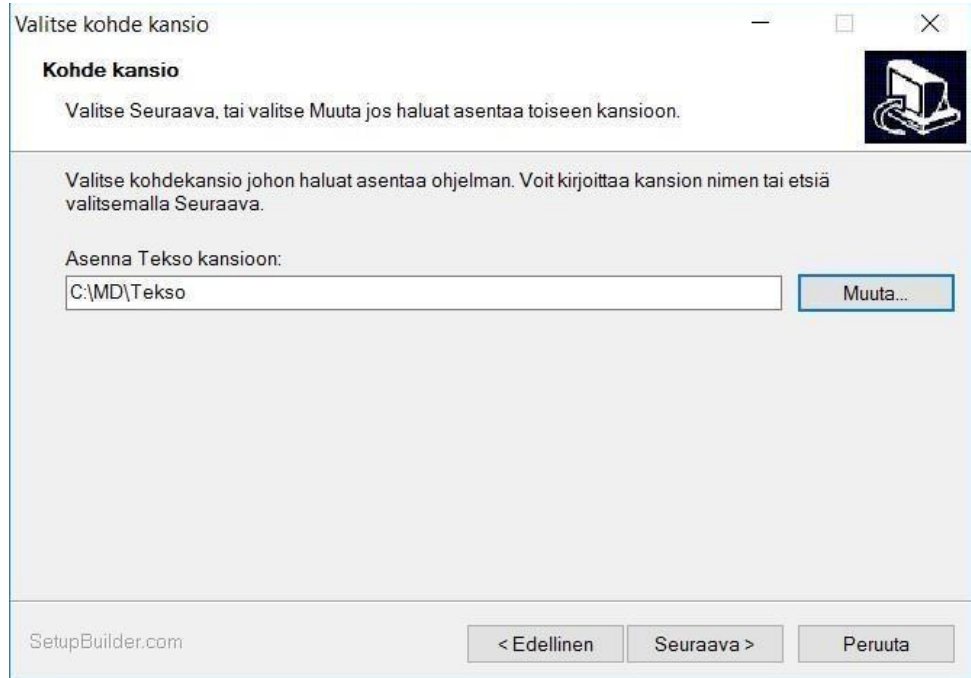 Valitse kohde kansio
Kohde kansio
Valitse Seuraava, tai valitse Muuta jos haluat asentaa toiseen kansioon.
Valitse kohdekansio johon haluat asentaa ohjelman. Voit kirjoittaa kansion nimen tai etsiä
valitsemalla Seuraava.
Asenna Tekso kansioon:
C:\MD\Tekso
Muuta...
SetupBuilder.com
< Edellinen
Seuraava >
Peruuta